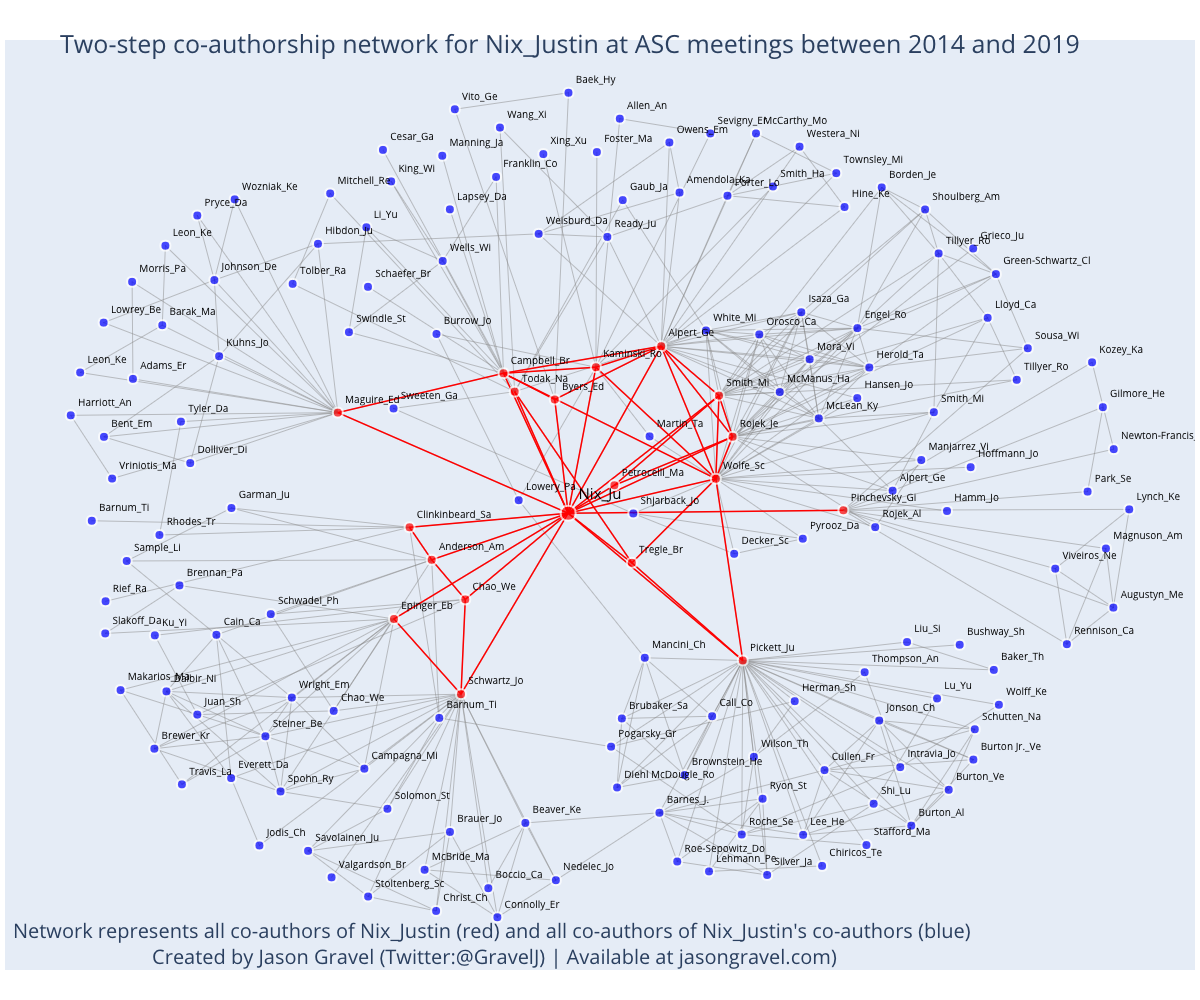 Two-step co-authorship network for Nix_Justin at ASC meetings between 2014 and 2019
Baek_Hy
Vito_Ge
Allen_An
Wang_Xi
Sevigny_Er
McCarthy_Mo
Owens_Em
Westera_Ni
Cesar_Ga
Manning_Ja
Xing_Xu
Foster_Ma
Franklin_Co
Townsley_Mi
King_Wi
Smith_Ha
Mitchell_Re
Amendola_Ka
Porter_Lo
Borden_Je
Wozniak_Ke
Gaub_Ja
Hine_Ke
Pryce_Da
Lapsey_Da
Shoulberg_Am
Li_Yu
Weisburd_Da
Ready_Ju
Leon_Ke
Hibdon_Ju
Grieco_Ju
Wells_Wi
Tillyer_Ro
Green-Schwartz_Cl
Morris_Pa
Johnson_De
Tolber_Ra
Schaefer_Br
Isaza_Ga
Lloyd_Ca
Lowrey_Be
Barak_Ma
Swindle_St
Burrow_Jo
White_Mi
Orosco_Ca
Engel_Ro
Alpert_Ge
Sousa_Wi
Kuhns_Jo
Campbell_Br
Kaminski_Ro
Mora_Vi
Herold_Ta
Kozey_Ka
Leon_Ke
Adams_Er
Todak_Na
Byers_Ed
Smith_Mi
McManus_Ha
Hansen_Jo
Tillyer_Ro
Maguire_Ed
Sweeten_Ga
McLean_Ky
Smith_Mi
Gilmore_He
Harriott_An
Tyler_Da
Bent_Em
Martin_Ta
Rojek_Je
Newton-Francis_
Dolliver_Di
Manjarrez_Vi
Hoffmann_Jo
Vriniotis_Ma
Petrocelli_Ma
Wolfe_Sc
Alpert_Ge
Park_Se
Lowery_Pa
Nix_Ju
Garman_Ju
Shjarback_Jo
Pinchevsky_Gi
Hamm_Jo
Lynch_Ke
Barnum_Ti
Rhodes_Tr
Clinkinbeard_Sa
Pyrooz_Da
Rojek_Al
Sample_Li
Anderson_Am
Tregle_Br
Decker_Sc
Magnuson_Am
Brennan_Pa
Viveiros_Ne
Rief_Ra
Schwadel_Ph
Chao_We
Epinger_Eb
Augustyn_Me
Slakoff_Da
Ku_Yi
Cain_Ca
Mancini_Ch
Pickett_Ju
Liu_Si
Bushway_Sh
Rennison_Ca
Makarios_Ma
Wright_Em
Schwartz_Jo
Thompson_An
Baker_Th
Juan_Sh
Chao_We
Barnum_Ti
Brubaker_Sa
Call_Co
Herman_Sh
Lu_Yu
Wolff_Ke
Brewer_Kr
Steiner_Be
Pogarsky_Gr
Jonson_Ch
Schutten_Na
Travis_La
Everett_Da
Spohn_Ry
Campagna_Mi
Diehl McDougle_Ro
Brownstein_He
Wilson_Th
Cullen_Fr
Intravia_Jo
Burton Jr._Ve
Solomon_St
Barnes_J.
Ryon_St
Shi_Lu
Burton_Ve
Jodis_Ch
Savolainen_Ju
Brauer_Jo
Beaver_Ke
Roche_Se
Lee_He
Stafford_Ma
Burton_Al
Valgardson_Br
McBride_Ma
Boccio_Ca
Nedelec_Jo
Roe-Sepowitz_Do
Lehmann_Pe
Silver_Ja
Chiricos_Te
Stoltenberg_Sc
Christ_Ch
Connolly_Er
Network represents all co-authors of Nix_Justin (red) and all co-authors of Nix_Justin's co-authors (blue)
Created by Jason Gravel (Twitter:@GravelJ) | Available at jasongravel.com)